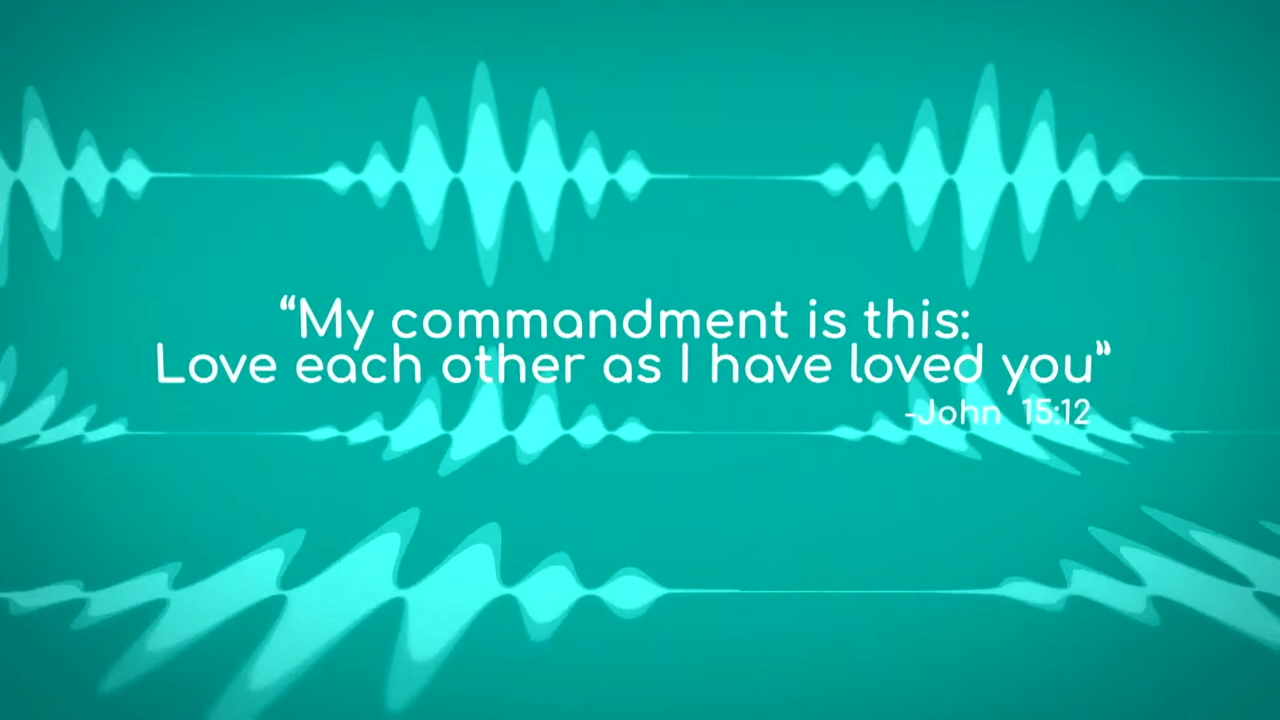 “My commandment is this:
Love each other as I have loved you”
-John 15:12